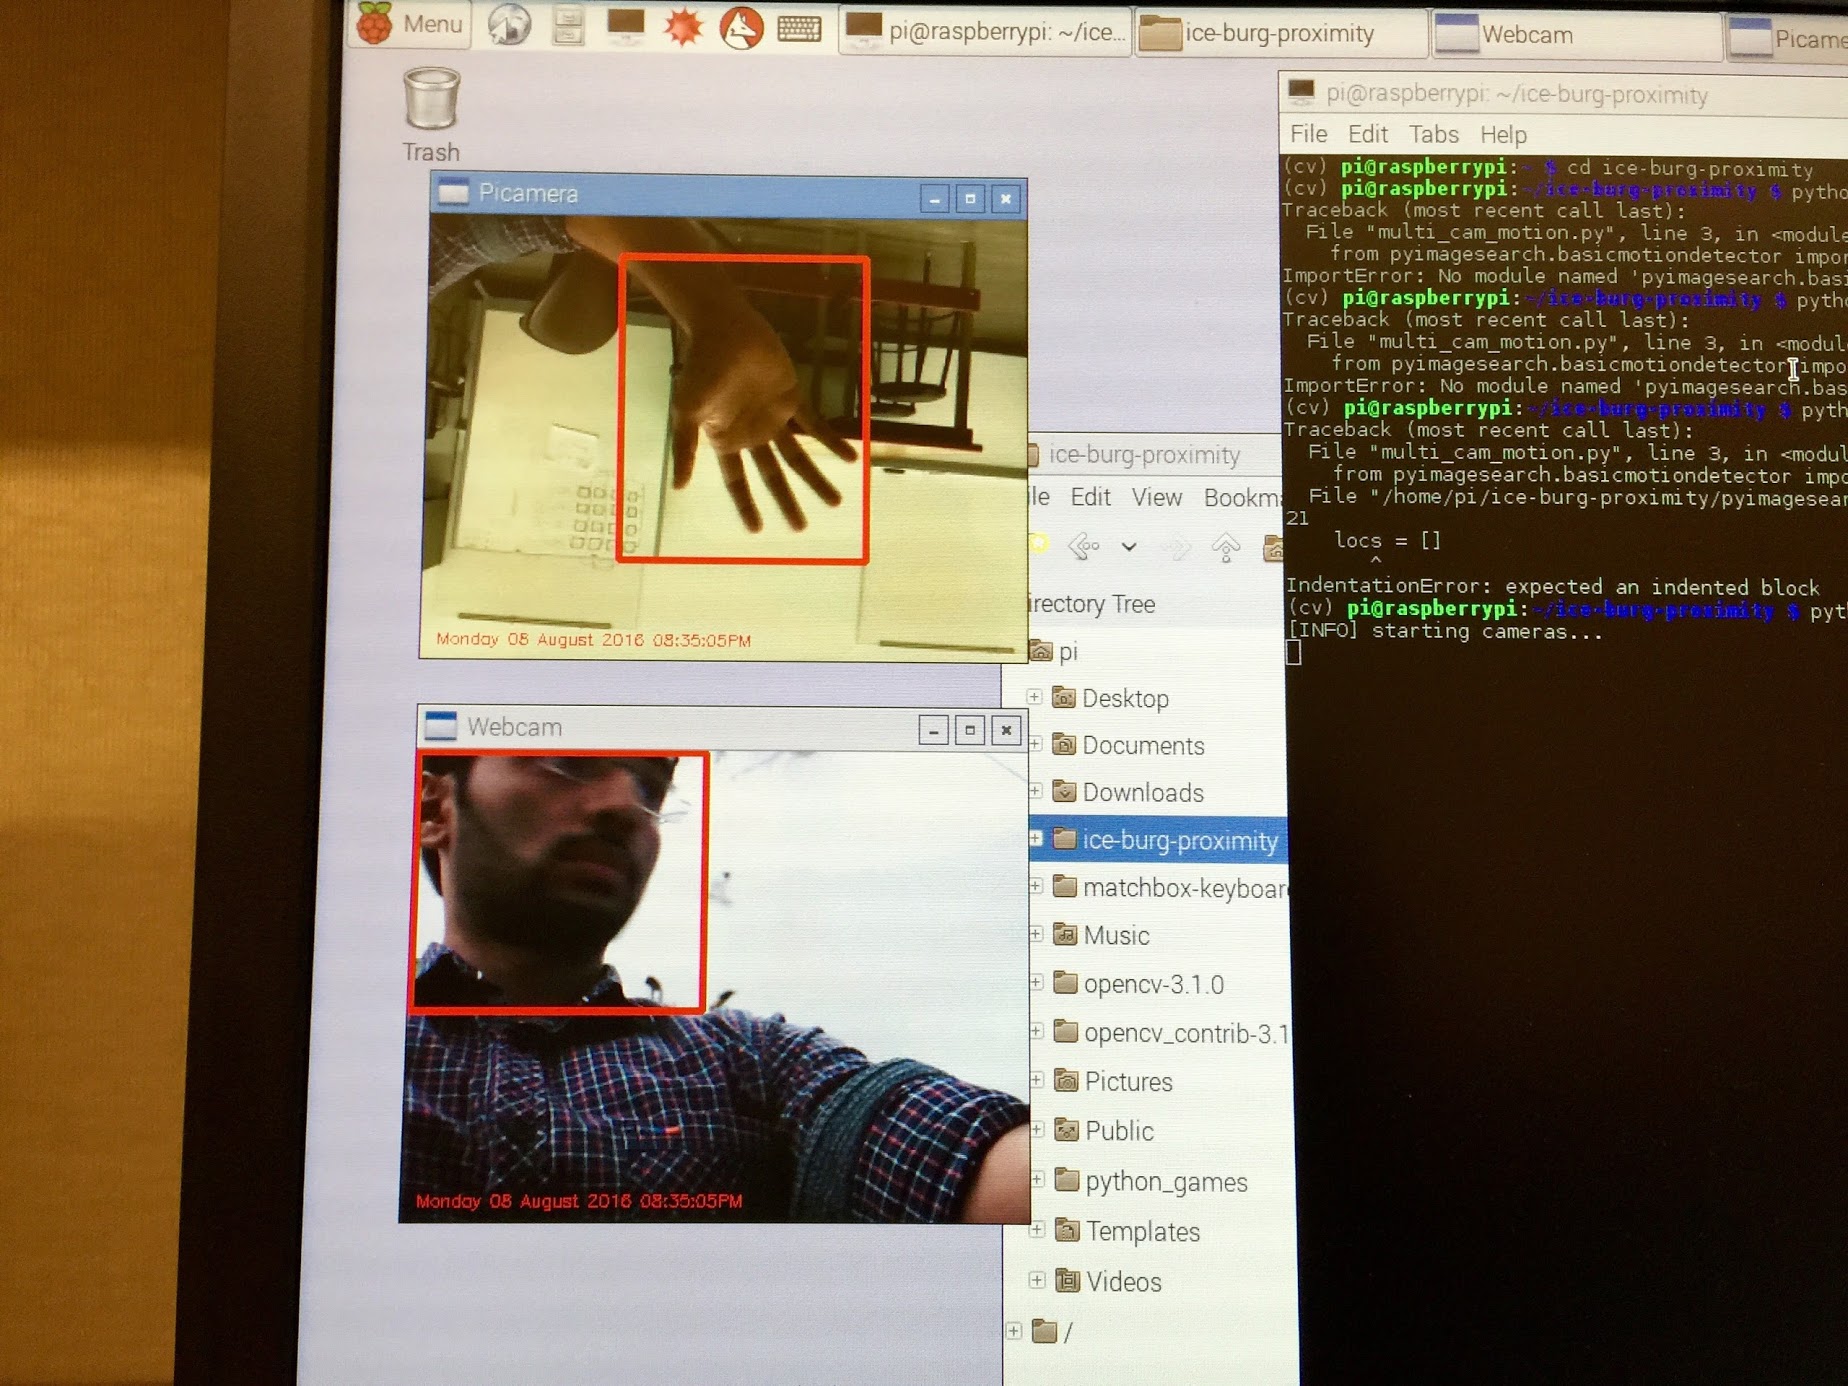 Menu
pi@raspberrypi: ~/ice...
ice-burg-proximity
Webcam
Picame
Trash
Picamera
Monday 08 August 2016 08:35:05PM
Webcam
Monday 08 August 2016 08:35:05PM
ice-burg-proximity
ile Edit View Bookma
irectory Tree
pi
Desktop
Documents
Downloads
ice-burg-proximity
matchbox-keyboar
Music
opencv-3.1.0
opencv_contrib-3.1
Pictures
Public
python_games
Templates
Videos
/
pi@raspberrypi: ~/ice-burg-proximity
File Edit Tabs Help
(cv) pi@raspberrypi:~ $ cd ice-burg-proximity
(cv) pi@raspberrypi:~/ice-burg-proximity $ pytho
Traceback (most recent call last):
File "multi_cam_motion.py", line 3, in <module
from pyimagesearch.basicmotiondetector impor
ImportError: No module named 'pyimagesearch.basi
(cv) pi@raspberrypi:~/ice-burg-proximity $ pytho
Traceback (most recent call last):
File "multi_cam_motion.py", line 3, in <modul
from pyimagesearch.basicmotiondetector impo
ImportError: No module named 'pyimagesearch.bas
(cv) pi@raspberrypi:~/ice-burg-proximity $ pyth
Traceback (most recent call last):
File "multi_cam_motion.py", line 3, in <modul
from pyimagesearch.basicmotiondetector impo
File "/home/pi/ice-burg-proximity/pyimagesear
21
locs = []
^
IndentationError: expected an indented block
(cv) pi@raspberrypi:~/ice-burg-proximity $ pyt
[INFO] starting cameras...